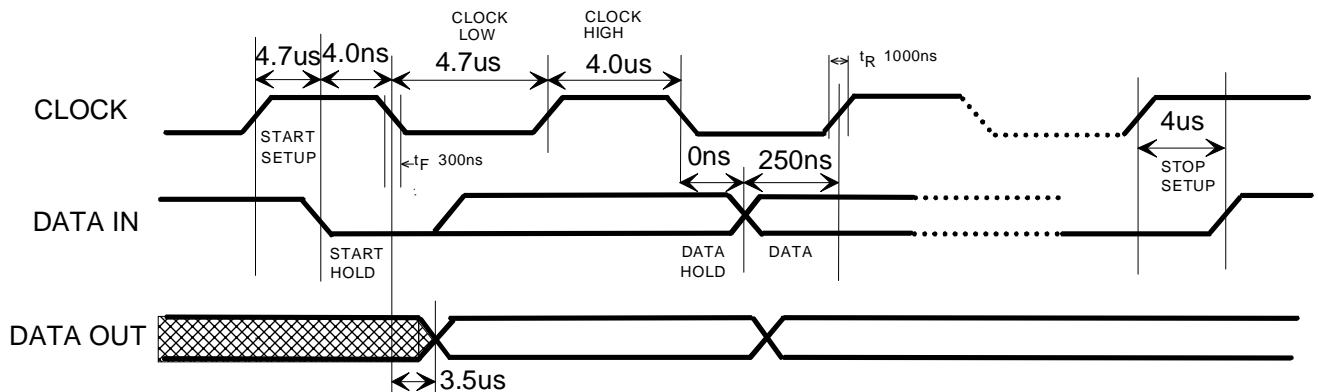 CLOCK
LOW
CLOCK
HIGH
4.7us
4.0ns
4.7us
4.0us
tR 1000ns
CLOCK
START
SETUP
tF 300ns
0ns
250ns
4us
STOP
SETUP
DATA IN
START
HOLD
DATA
HOLD
DATA
DATA OUT
3.5us